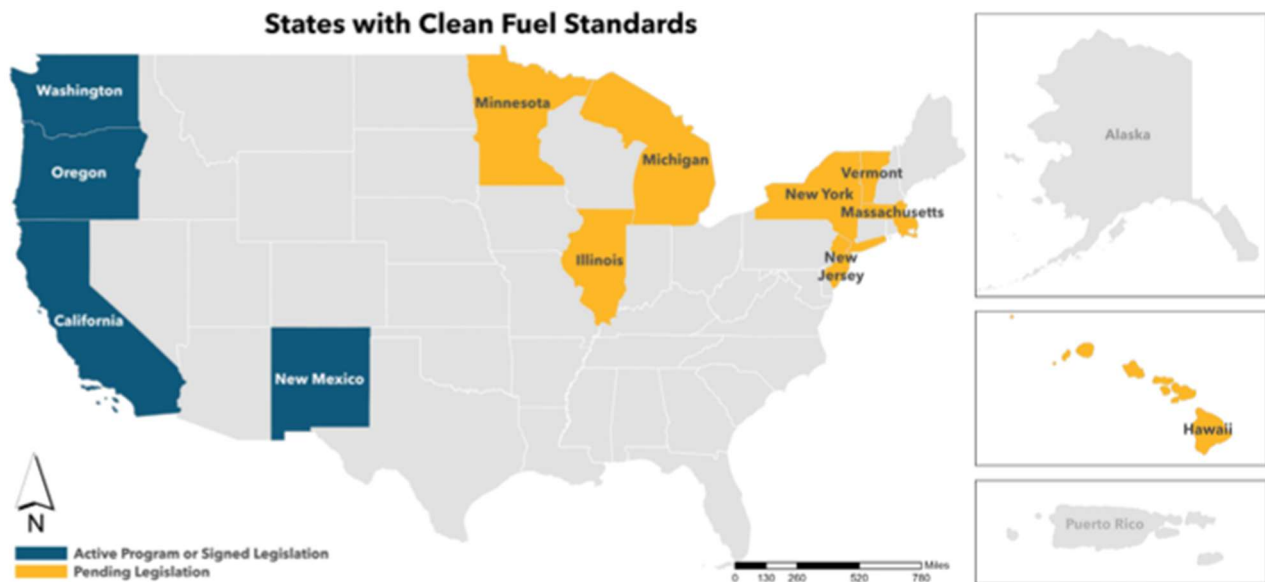 States with Clean Fuel Standards
Washington
Minnesota
Alaska
Michigan
Oregon
Vermont
New York
Massachusetts
Illinois
New
Jersey
California
New Mexico
Hawaii
Puerto Rico
N
Active Program or Signed Legislation
Pending Legislation
Miles
0 130 260 520 780